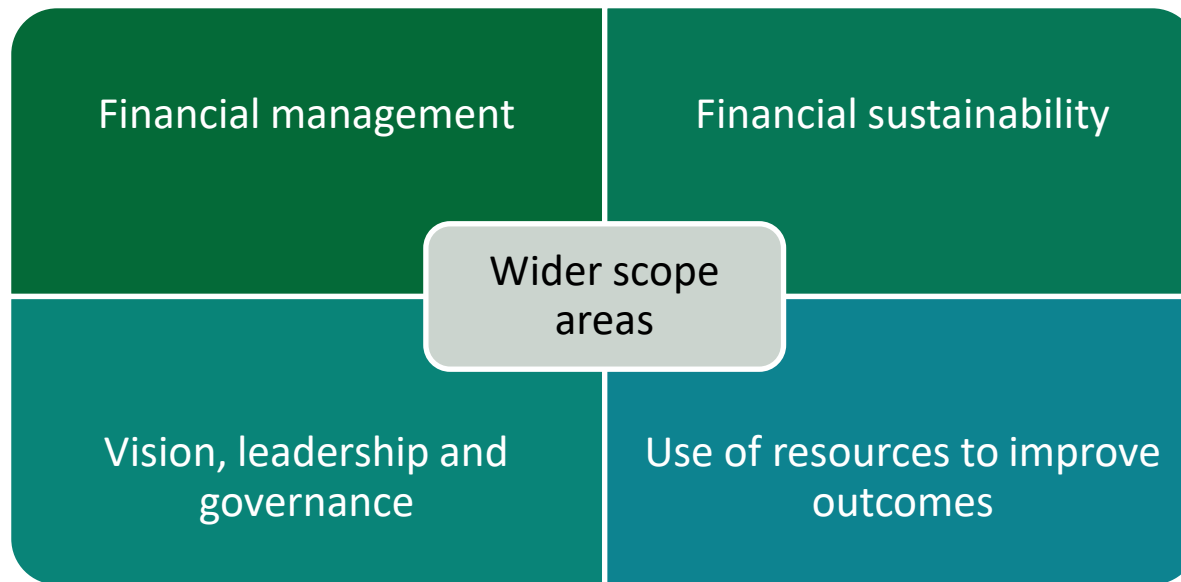 Financial management
Financial sustainability
Wider scope
areas
Vision, leadership and
governance
Use of resources to improve
outcomes